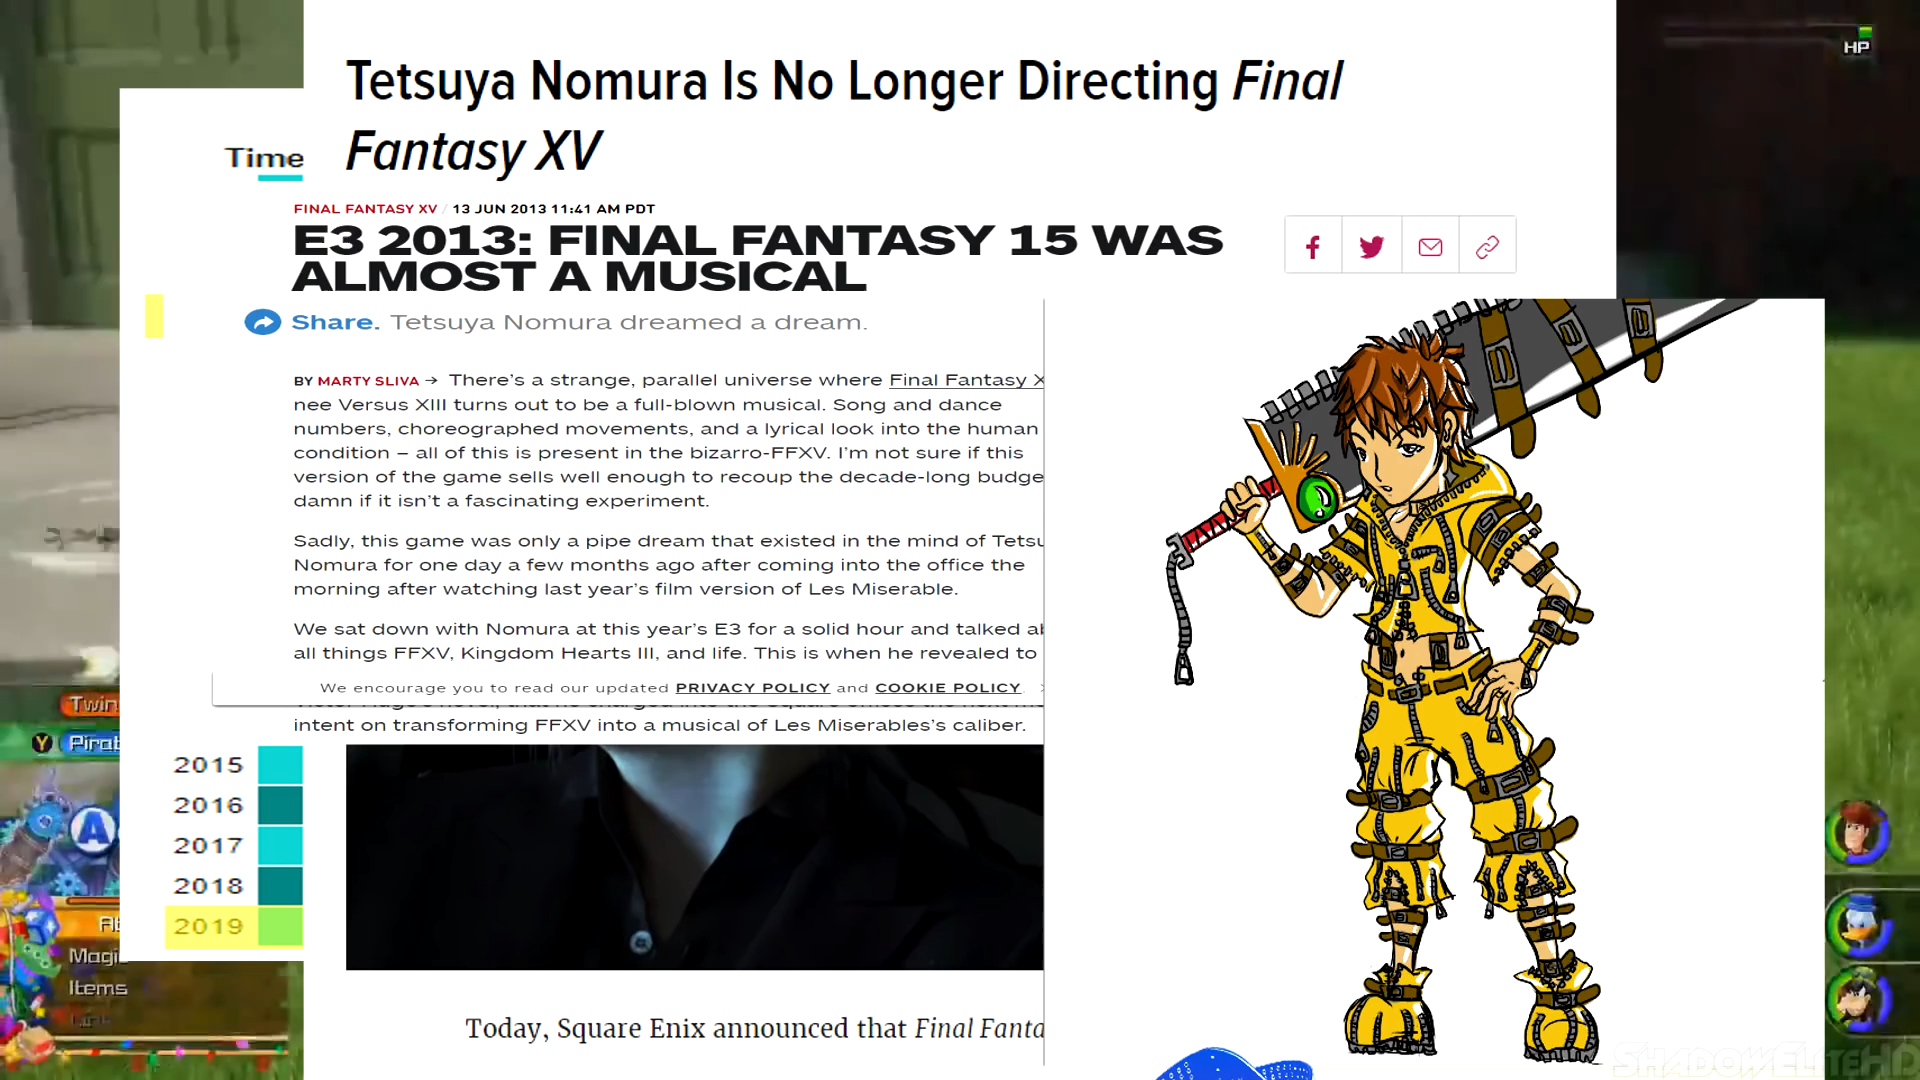 Tetsuya Nomura Is No Longer Directing Final
Fantasy XV
HP
Time
FINAL FANTASY XV / 13 JUN 2013 11:41 AM PDT
E3 2013: FINAL FANTASY 15 WAS
ALMOST A MUSICAL
Share. Tetsuya Nomura dreamed a dream.
BY MARTY SLIVA → There's a strange, parallel universe where Final Fantasy X
nee Versus XIII turns out to be a full-blown musical. Song and dance
numbers, choreographed movements, and a lyrical look into the human
condition – all of this is present in the bizarro-FFXV. I'm not sure if this
version of the game sells well enough to recoup the decade-long budge
damn if it isn't a fascinating experiment.
Sadly, this game was only a pipe dream that existed in the mind of Tetsu
Nomura for one day a few months ago after coming into the office the
morning after watching last year's film version of Les Miserable.
We sat down with Nomura at this year's E3 for a solid hour and talked ab
all things FFXV, Kingdom Hearts III, and life. This is when he revealed to
We encourage you to read our updated PRIVACY POLICY and COOKIE POLICY.
intent on transforming FFXV into a musical of Les Miserables's caliber.
Twin
Y Pirat
2015
2016
2017
2018
2019
A
At
Magic
Items
Link
Today, Square Enix announced that Final Fanta
SHADOWELITEHD